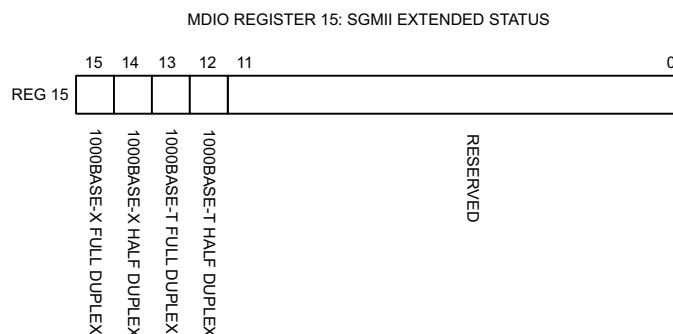 MDIO REGISTER 15: SGMII EXTENDED STATUS
15 14 13 12 11 0
REG 15
1000BASE-X FULL DUPLEX
1000BASE-X HALF DUPLEX
1000BASE-T FULL DUPLEX
1000BASE-T HALF DUPLEX
RESERVED